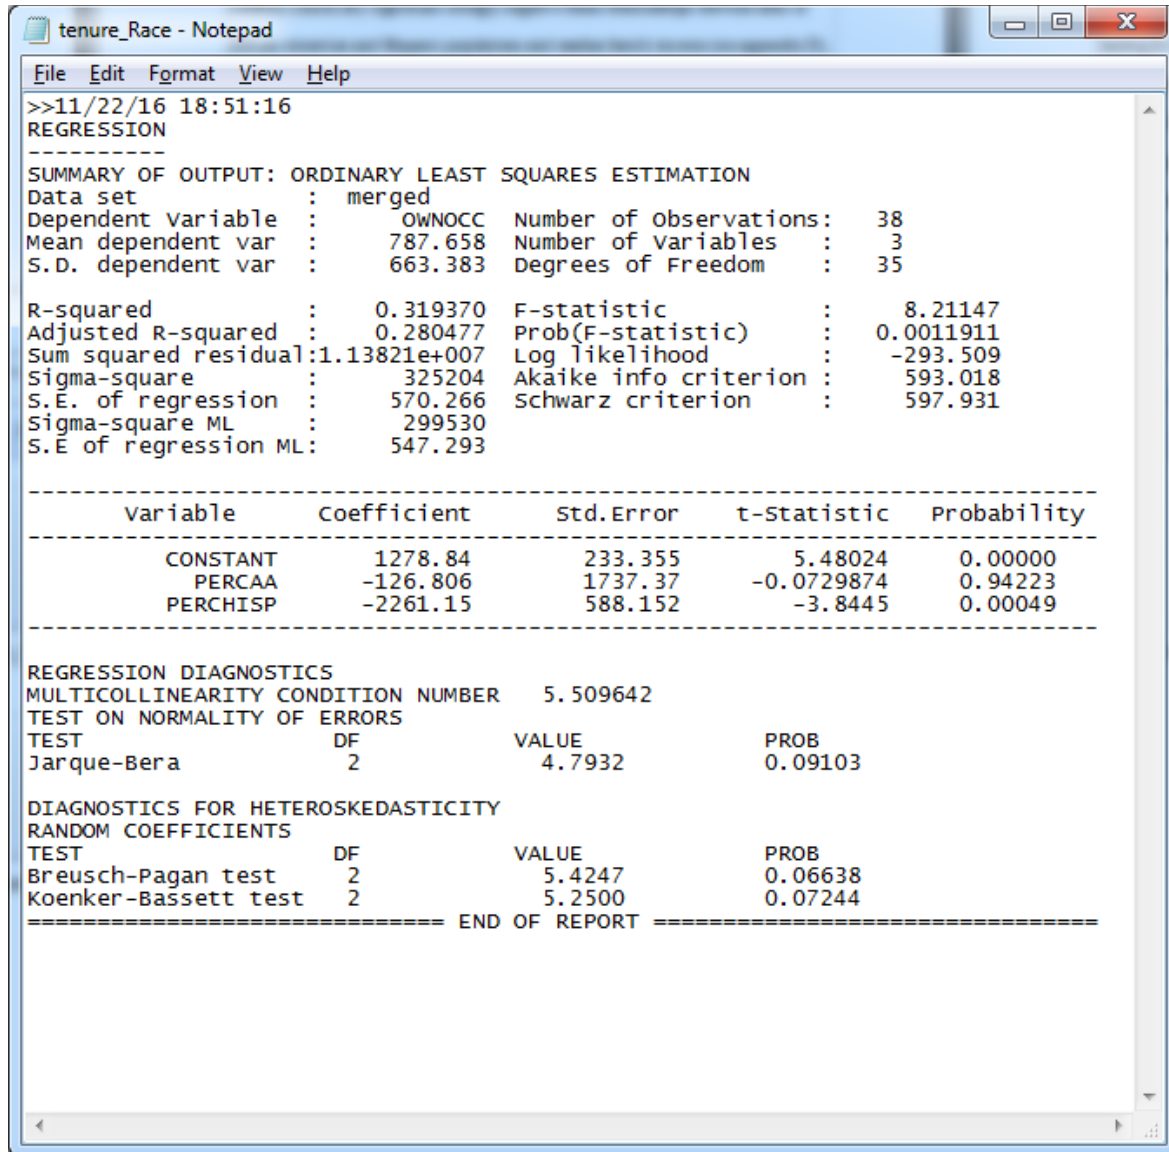 tenure_Race - Notepad
File Edit Format View Help
>>11/22/16 18:51:16
REGRESSION
----------
SUMMARY OF OUTPUT: ORDINARY LEAST SQUARES ESTIMATION
Data set : merged
Dependent Variable : OWNOCC Number of Observations: 38
Mean dependent var : 787.658 Number of Variables : 3
S.D. dependent var : 663.383 Degrees of Freedom : 35
R-squared : 0.319370 F-statistic : 8.21147
Adjusted R-squared : 0.280477 Prob(F-statistic) : 0.0011911
Sum squared residual:1.13821e+007 Log likelihood : -293.509
Sigma-square : 325204 Akaike info criterion : 593.018
S.E. of regression : 570.266 Schwarz criterion : 597.931
Sigma-square ML : 299530
S.E of regression ML: 547.293
-----------------------------------------------------------------------------
Variable Coefficient Std.Error t-Statistic Probability
-----------------------------------------------------------------------------
CONSTANT 1278.84 233.355 5.48024 0.00000
PERCAA -126.806 1737.37 -0.0729874 0.94223
PERCHISP -2261.15 588.152 -3.8445 0.00049
-----------------------------------------------------------------------------
REGRESSION DIAGNOSTICS
MULTICOLLINEARITY CONDITION NUMBER 5.509642
TEST ON NORMALITY OF ERRORS
TEST DF VALUE PROB
Jarque-Bera 2 4.7932 0.09103
DIAGNOSTICS FOR HETEROSKEDASTICITY
RANDOM COEFFICIENTS
TEST DF VALUE PROB
Breusch-Pagan test 2 5.4247 0.06638
Koenker-Bassett test 2 5.2500 0.07244
============================== END OF REPORT ================================